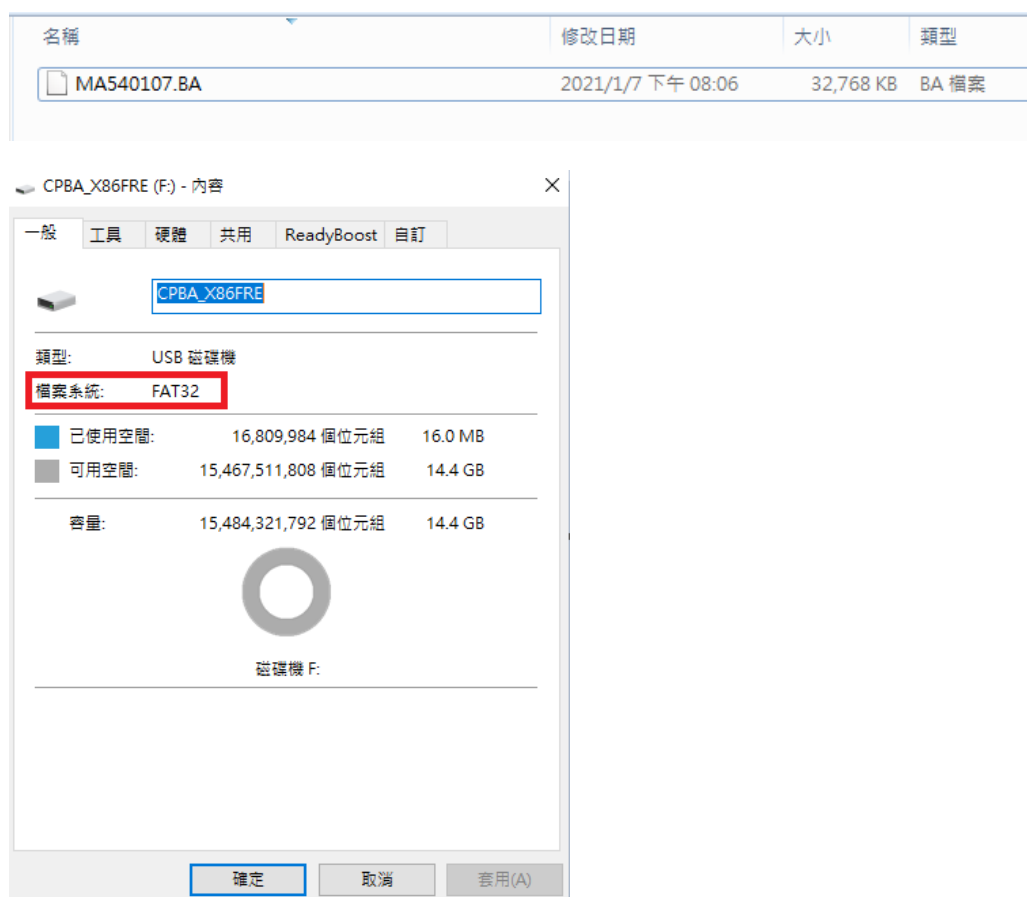 名稱 修改日期 大小 類型
MA540107.BA 2021/1/7 下午 08:06 32,768 KB BA 檔案
CPBA_X86FRE (F:) - 內容
一般 工具 硬體 共用 ReadyBoost 自訂
CPBA_X86FRE
類型: USB 磁碟機
檔案系統: FAT32
已使用空間: 16,809,984 個位元組 16.0 MB
可用空間: 15,467,511,808 個位元組 14.4 GB
容量: 15,484,321,792 個位元組 14.4 GB
磁碟機 F:
確定 取消 套用(A)